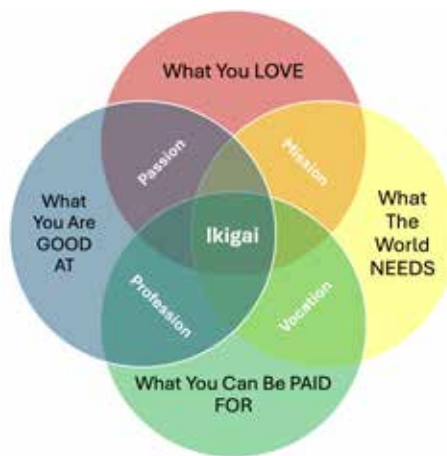 What You LOVE
Passion
Mission
What
You Are
GOOD
AT
Ikigai
What
The
World
NEEDS
Profession
Vocation
What You Can Be PAID
FOR